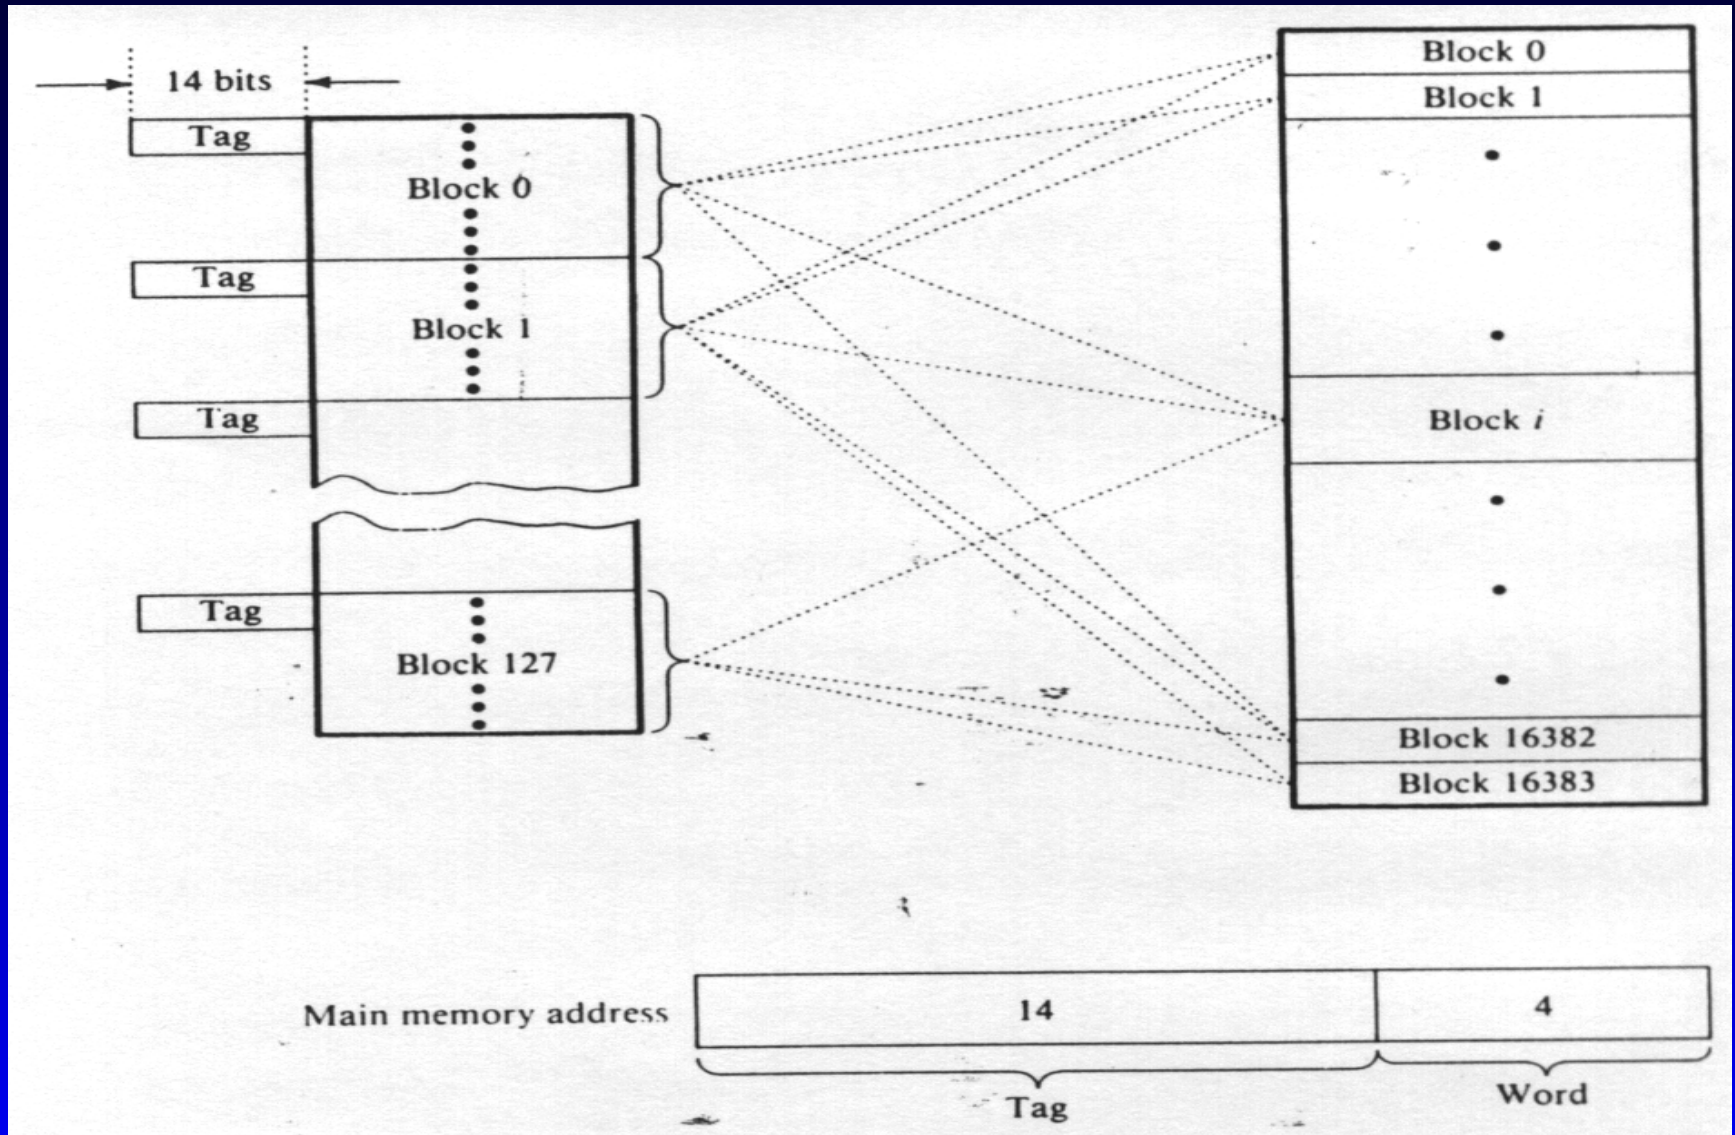 14 bits
Tag
Block 0
Tag
Block 1
Tag
Tag
Block 127
Block 0
Block 1
Block i
Block 16382
Block 16383
Main memory address
14
4
Tag
Word